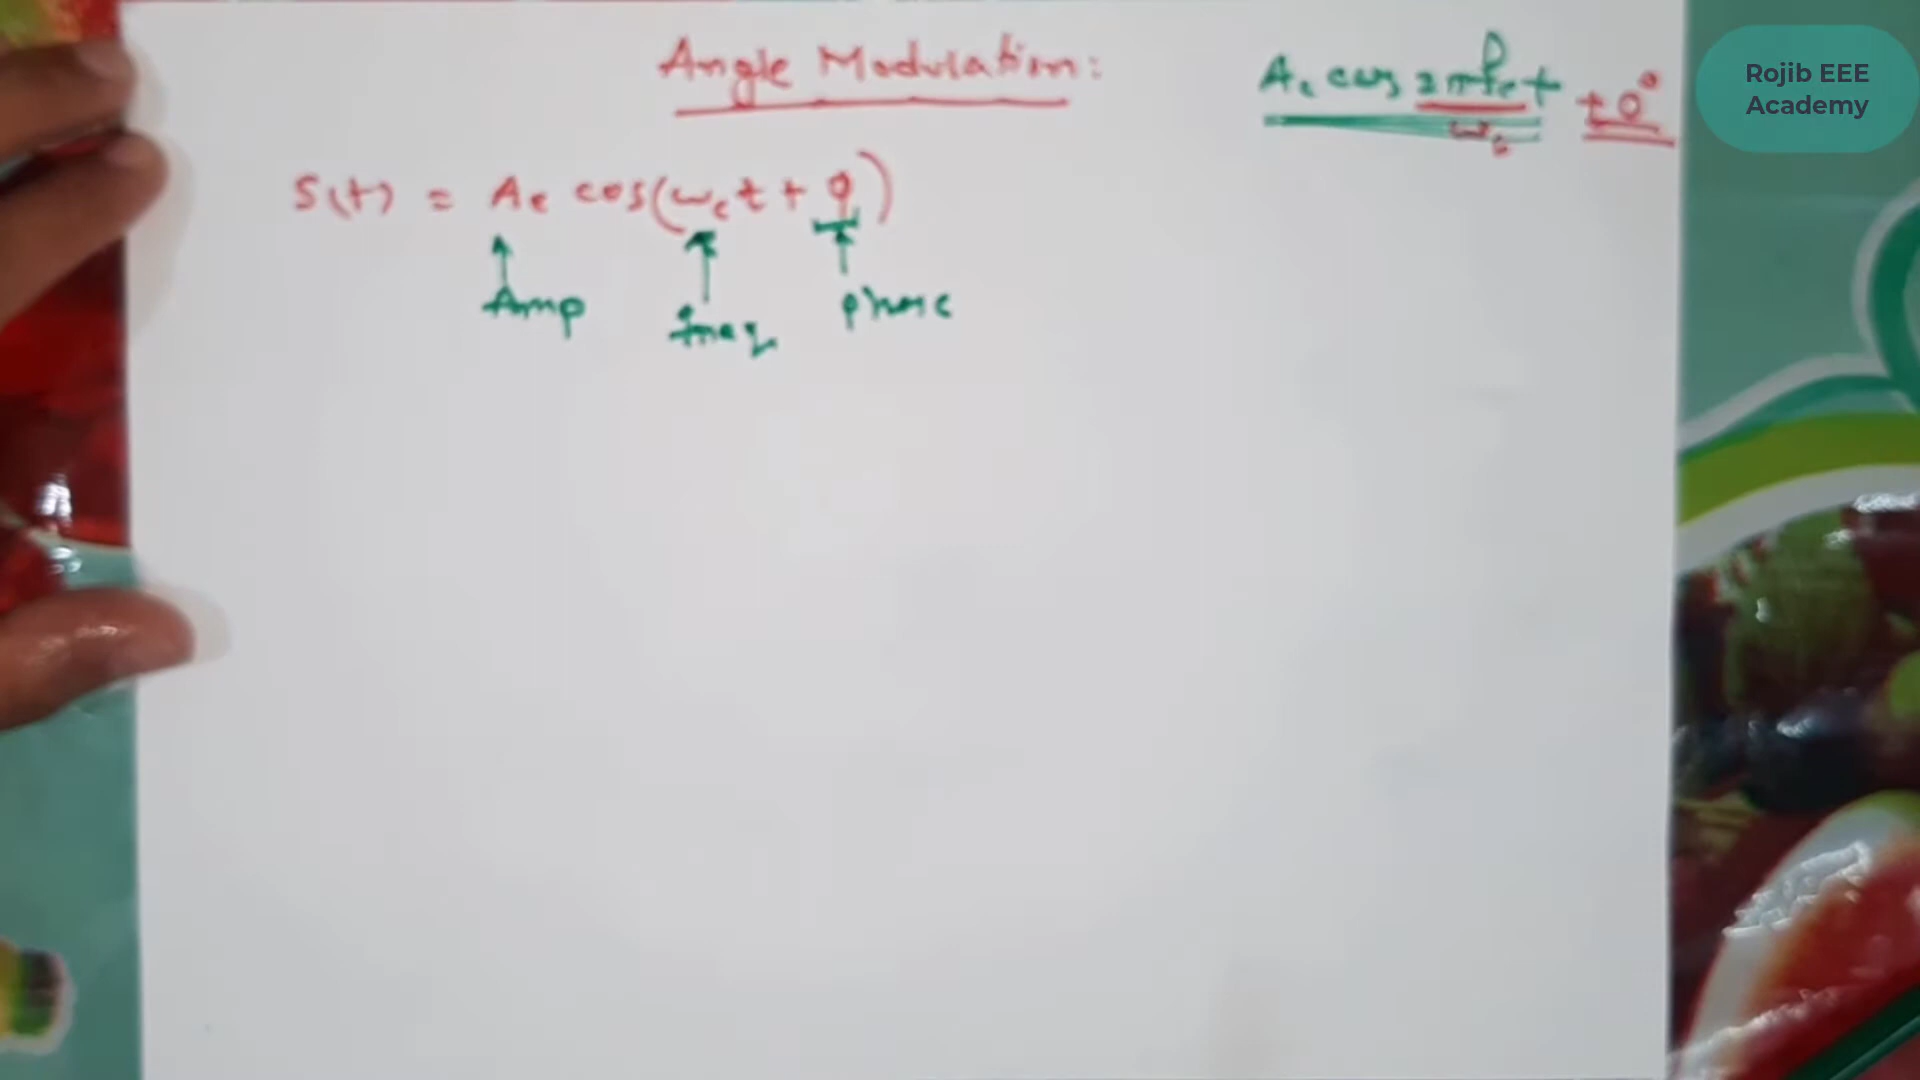 Angle Modulation:
Ac cos 2πfct + 0°
ωc
S(t) = Ac cos(ωct + φ)
Amp freq phase
Rojib EEE
Academy